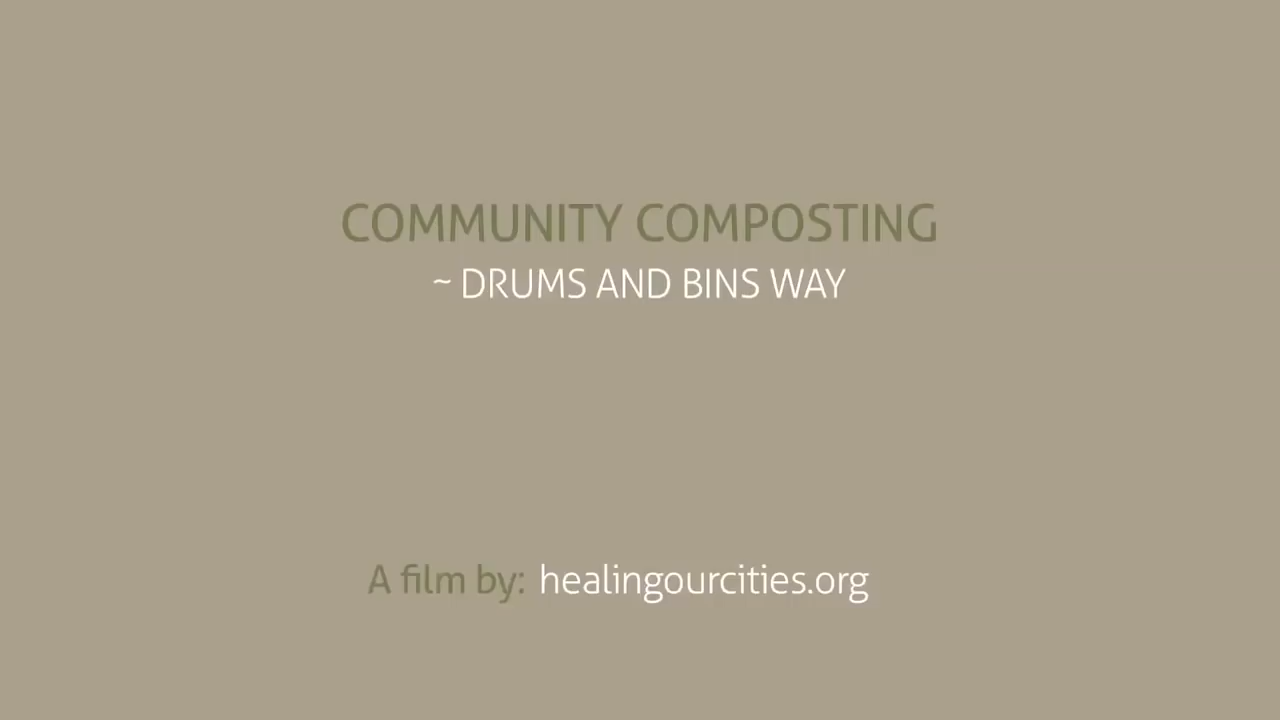 COMMUNITY COMPOSTING
~ DRUMS AND BINS WAY
A film by: healingourcities.org